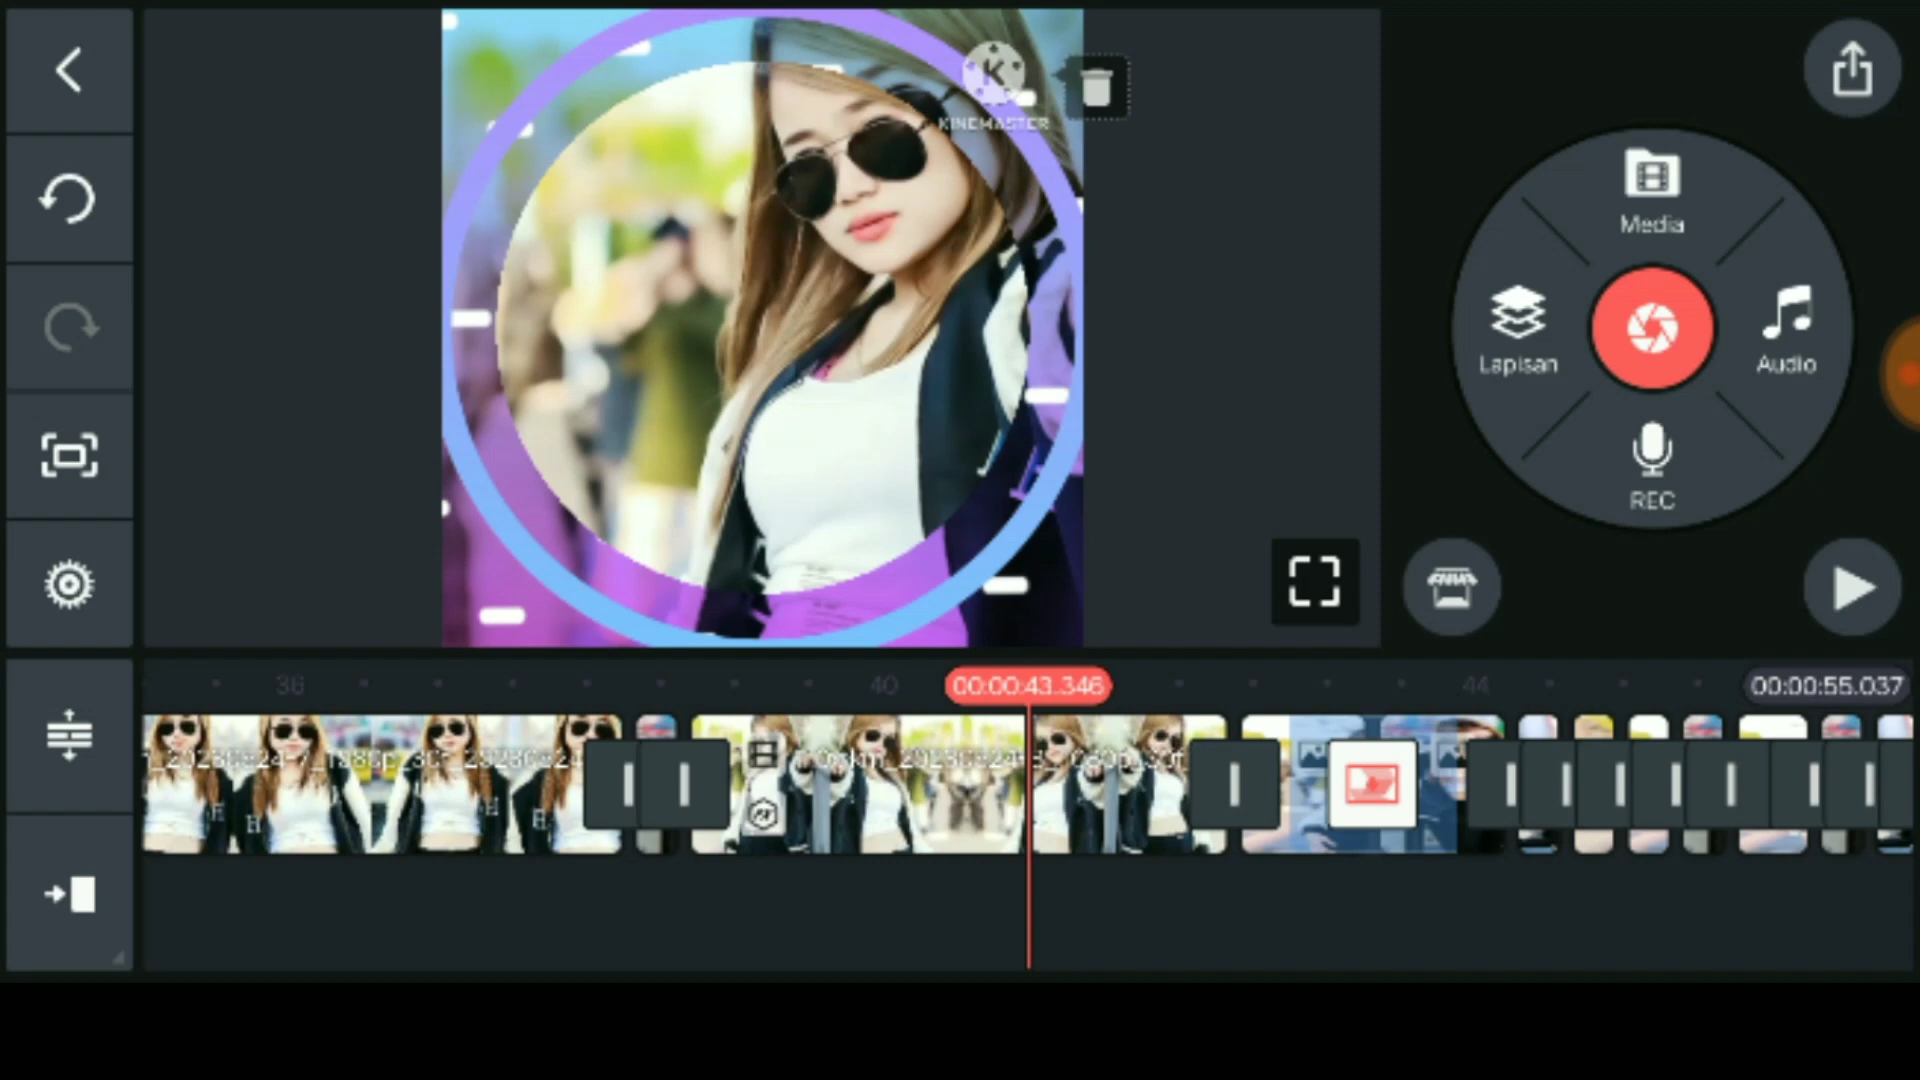 K
KINEMASTER
Media
Lapisan
Audio
REC
36
40
00:00:43.346
44
00:00:55.037